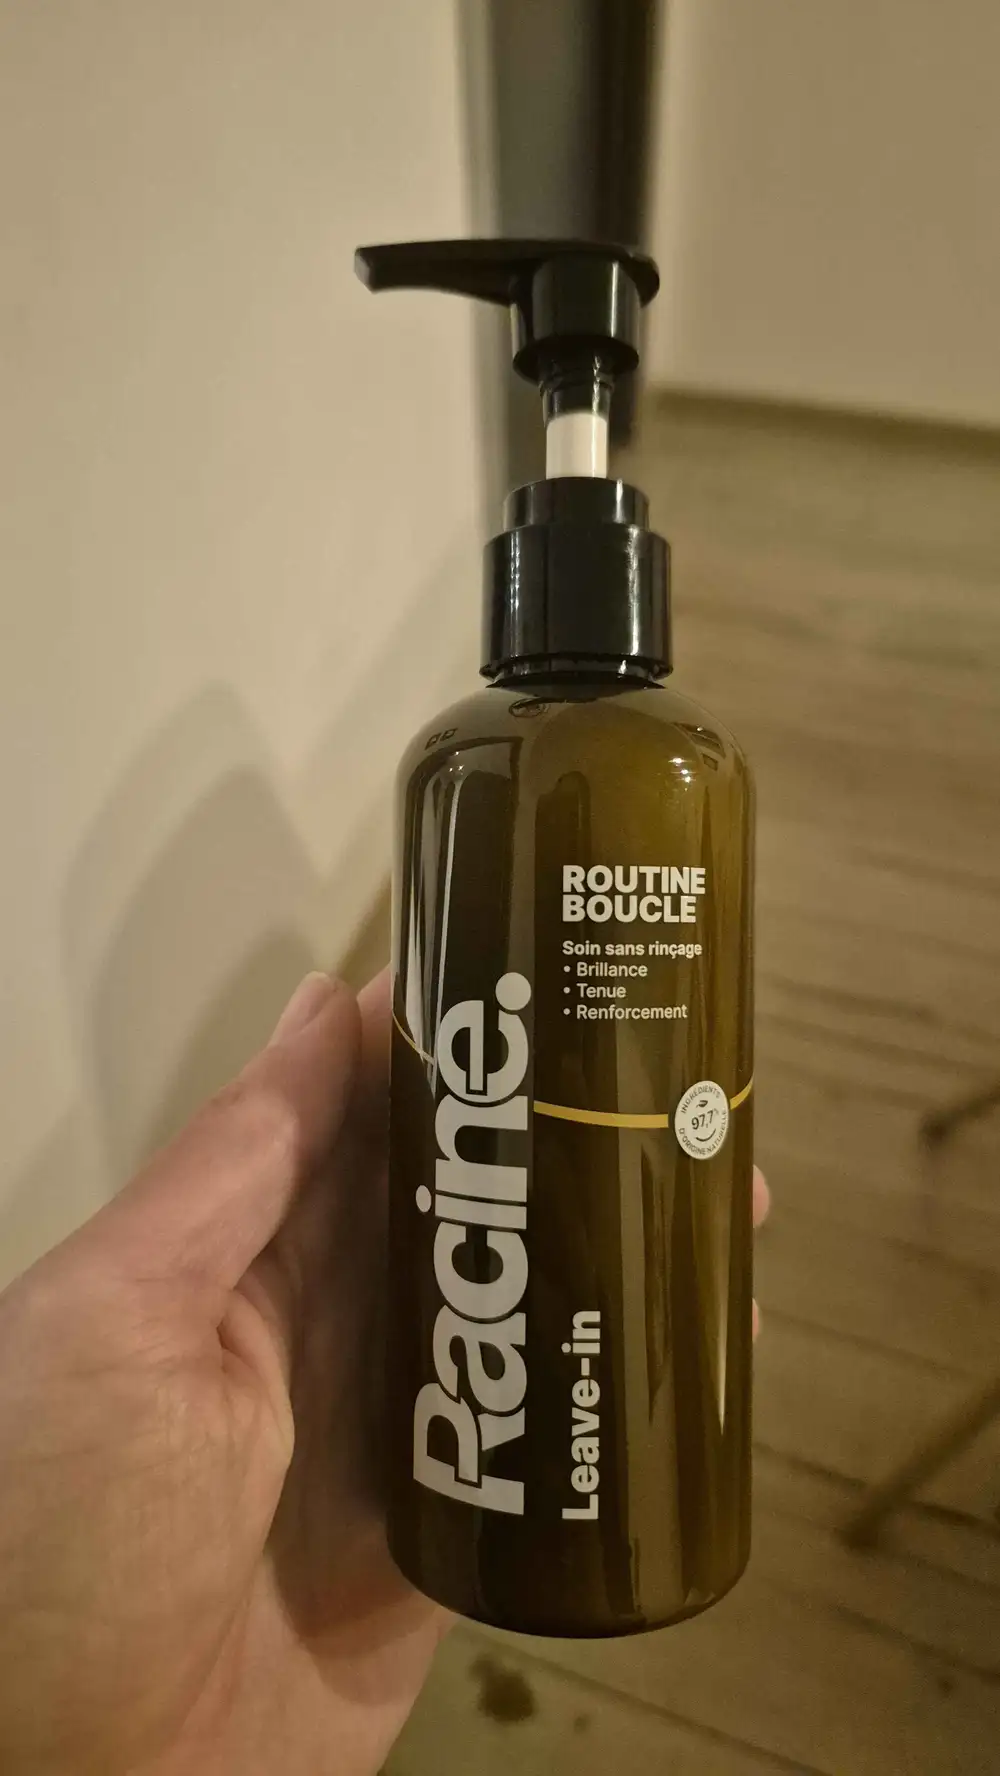 ROUTINE
BOUCLE
Soin sans rinçage
• Brillance
• Tenue
• Renforcement
INGRÉDIENTS
97,7%
D'ORIGINE NATURELLE
Racine.
Leave-in